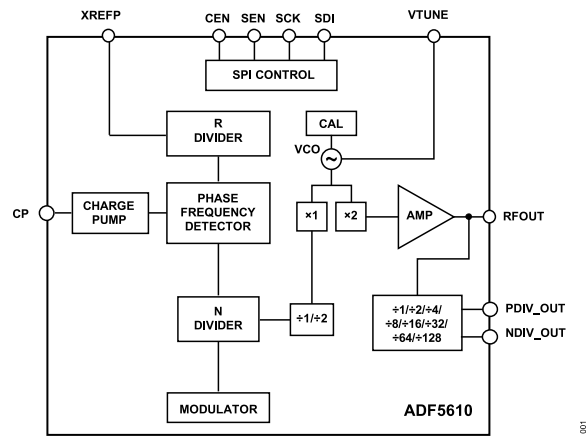 XREFP
CEN SEN SCK SDI
VTUNE
SPI CONTROL
R
DIVIDER
CAL
VCO
~
CP
CHARGE
PUMP
PHASE
FREQUENCY
DETECTOR
×1
×2
AMP
RFOUT
N
DIVIDER
÷1/÷2
÷1/÷2/÷4/
÷8/÷16/÷32/
÷64/÷128
PDIV_OUT
NDIV_OUT
MODULATOR
ADF5610
001